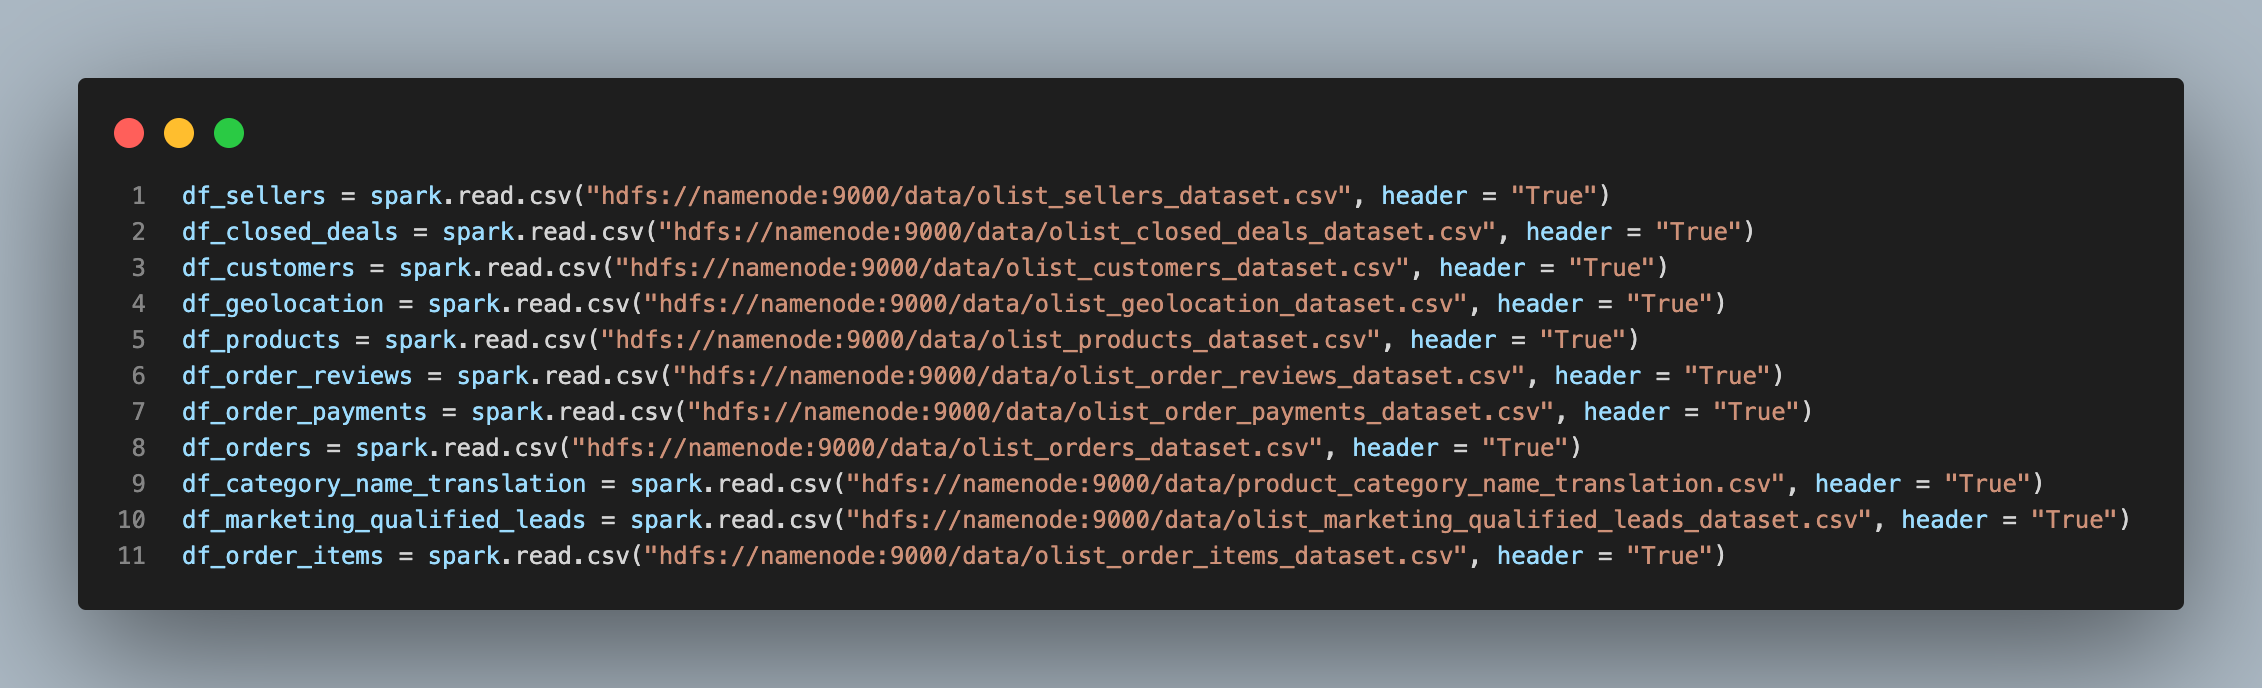 1 df_sellers = spark.read.csv("hdfs://namenode:9000/data/olist_sellers_dataset.csv", header = "True")
2 df_closed_deals = spark.read.csv("hdfs://namenode:9000/data/olist_closed_deals_dataset.csv", header = "True")
3 df_customers = spark.read.csv("hdfs://namenode:9000/data/olist_customers_dataset.csv", header = "True")
4 df_geolocation = spark.read.csv("hdfs://namenode:9000/data/olist_geolocation_dataset.csv", header = "True")
5 df_products = spark.read.csv("hdfs://namenode:9000/data/olist_products_dataset.csv", header = "True")
6 df_order_reviews = spark.read.csv("hdfs://namenode:9000/data/olist_order_reviews_dataset.csv", header = "True")
7 df_order_payments = spark.read.csv("hdfs://namenode:9000/data/olist_order_payments_dataset.csv", header = "True")
8 df_orders = spark.read.csv("hdfs://namenode:9000/data/olist_orders_dataset.csv", header = "True")
9 df_category_name_translation = spark.read.csv("hdfs://namenode:9000/data/product_category_name_translation.csv", header = "True")
10 df_marketing_qualified_leads = spark.read.csv("hdfs://namenode:9000/data/olist_marketing_qualified_leads_dataset.csv", header = "True")
11 df_order_items = spark.read.csv("hdfs://namenode:9000/data/olist_order_items_dataset.csv", header = "True")